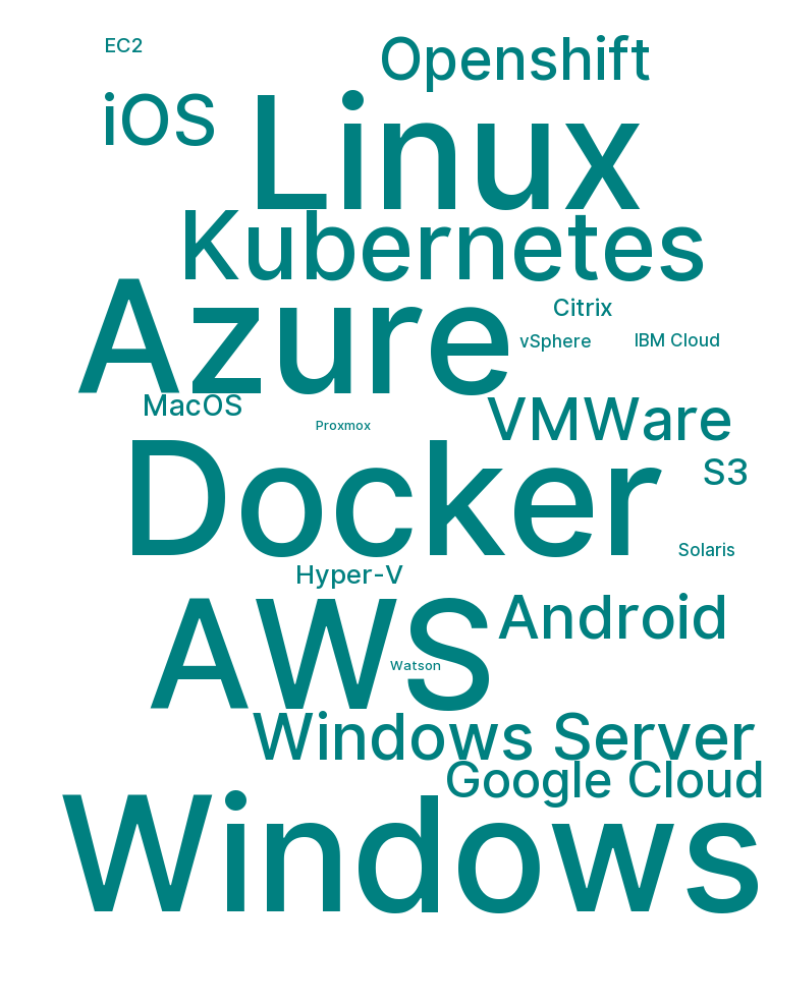 EC2
Openshift
iOS
Linux
Kubernetes
Azure
Citrix
vSphere
IBM Cloud
MacOS
VMWare
Proxmox
Docker
S3
Solaris
Hyper-V
AWS
Android
Watson
Windows Server
Google Cloud
Windows